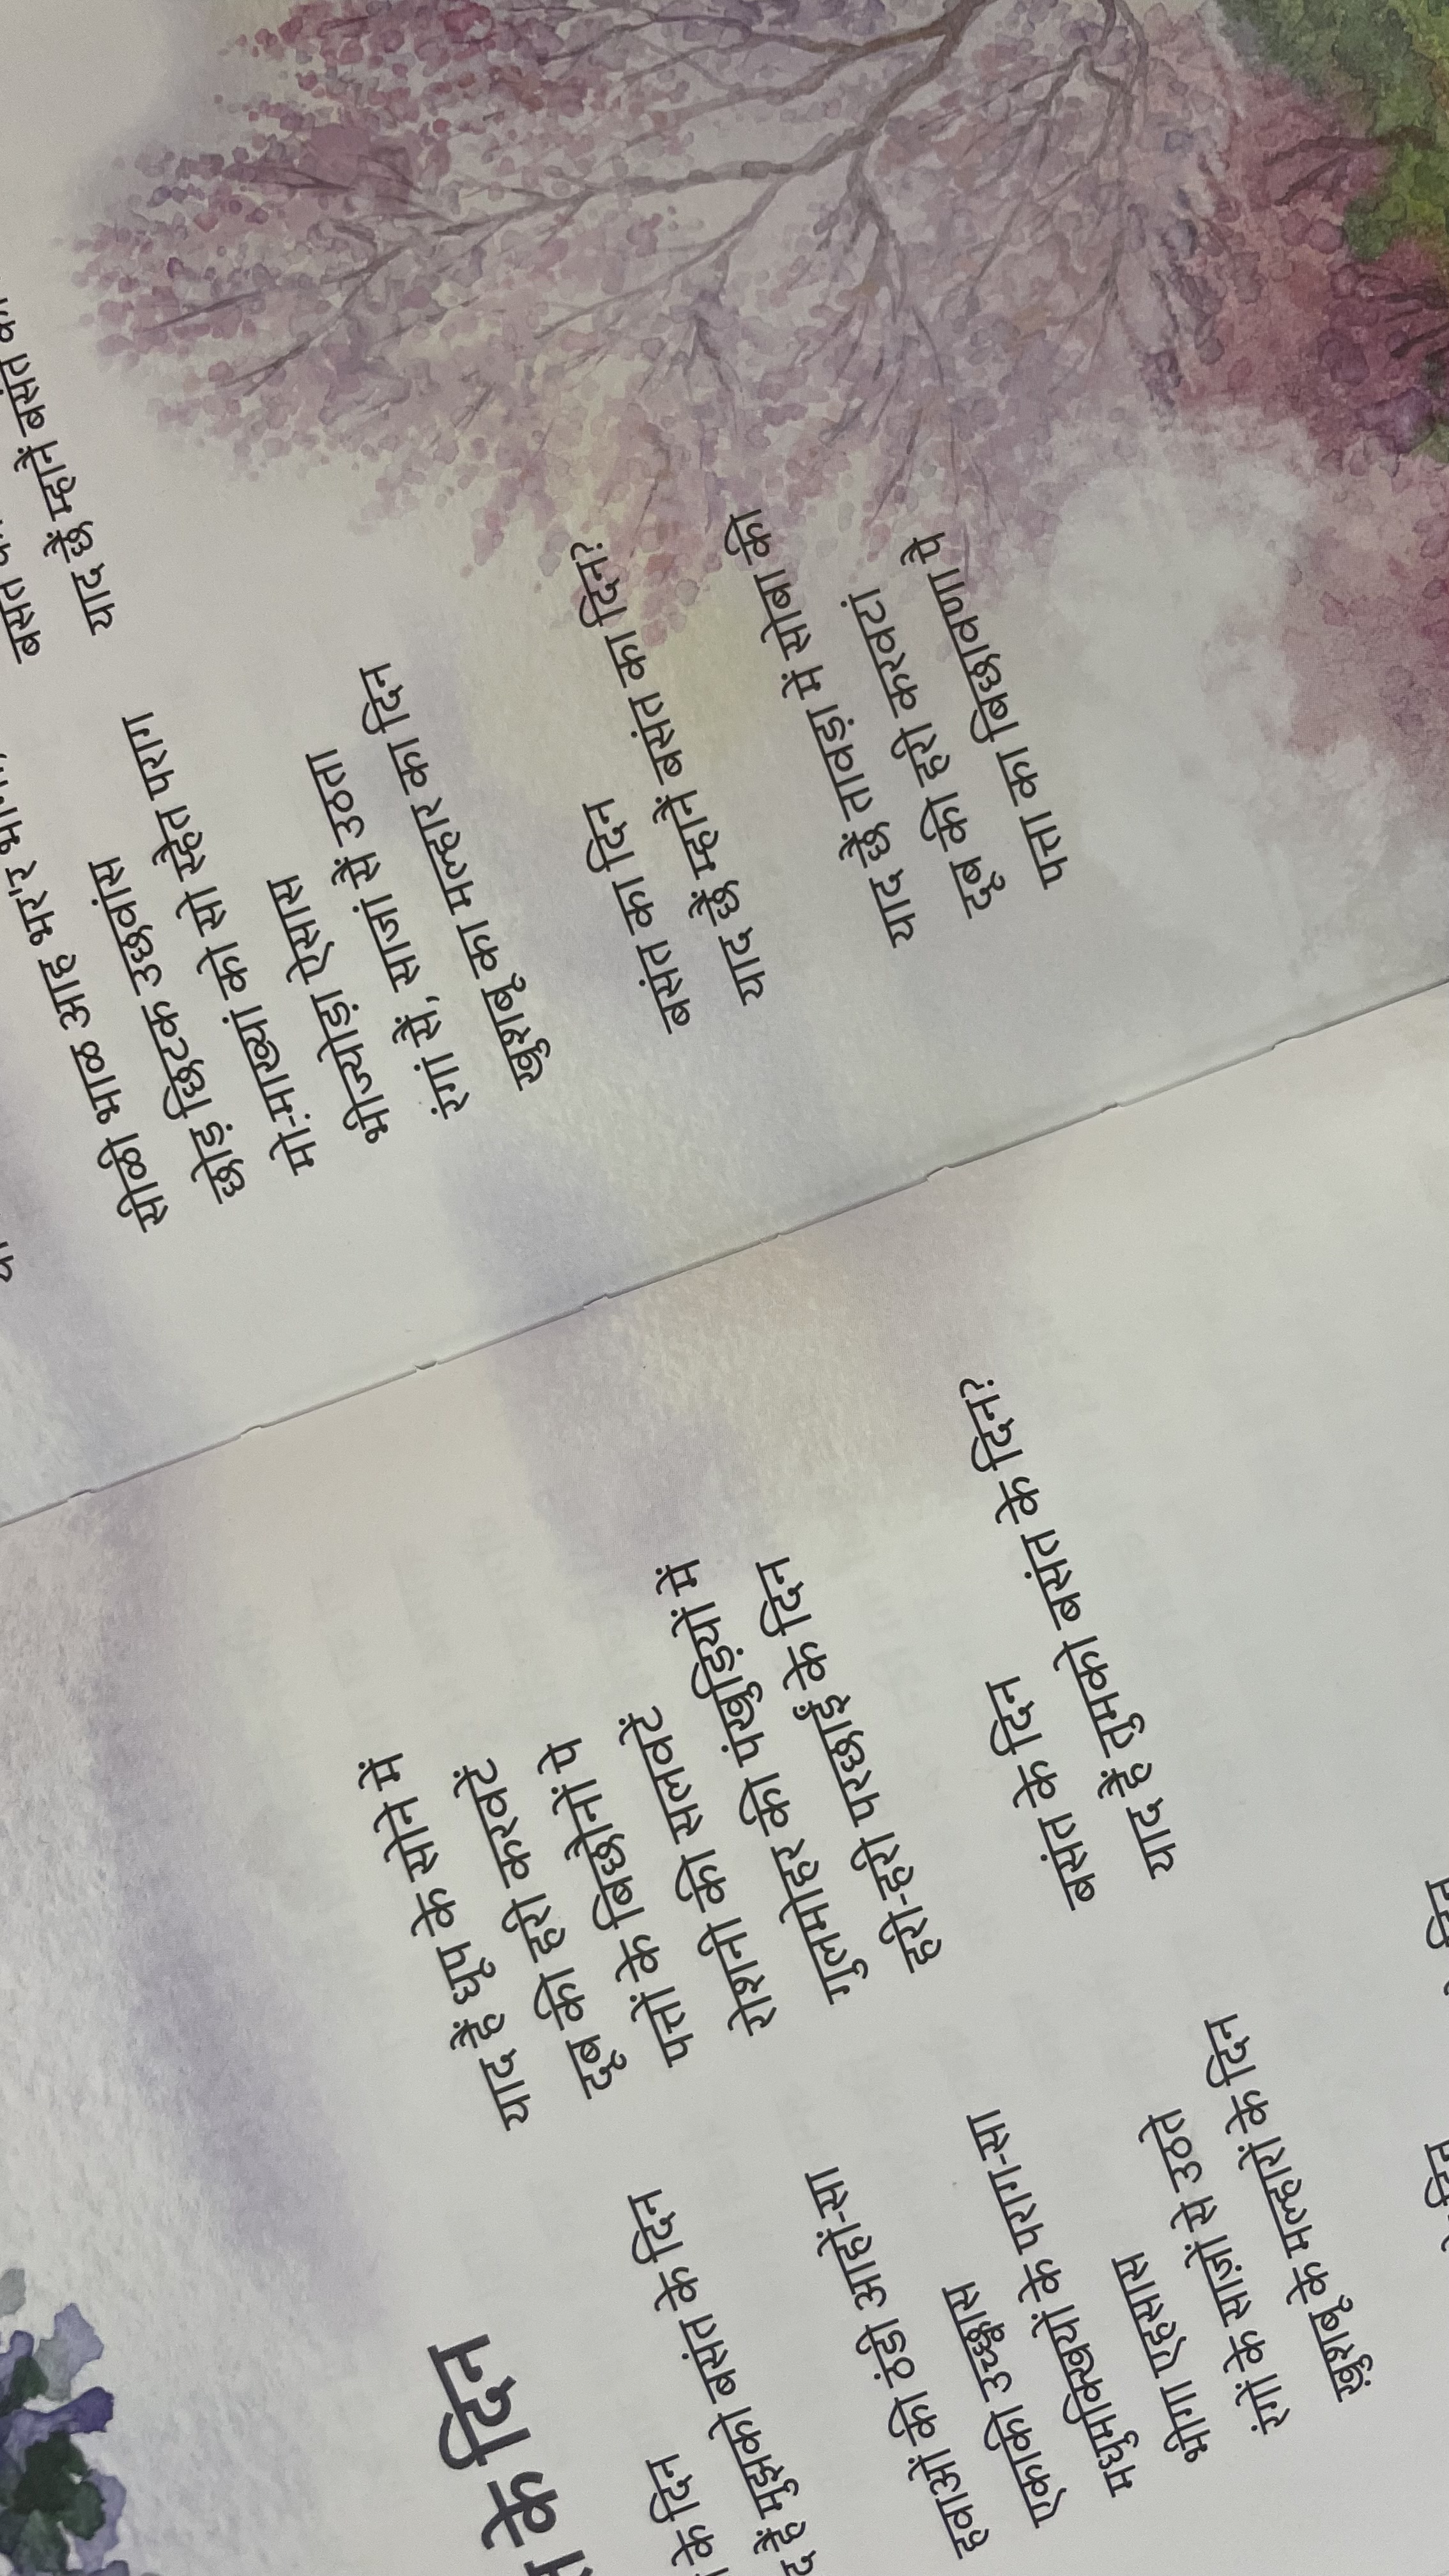 के दिन
के दिन
हैं मुझको बसंत के दिन
हवाओं की ठंडी आहों-सा
एकाकी उच्छ्वास
मधुमक्खियों के पराग-सा
भीगा एहसास
रंगों के साज़ों से उठते
ख़ुशबू के मल्हारों के दिन
याद हैं धूप के सोने में
दूब की हरी करवटें
पत्तों के बिछौनों पे
रोशनी की सलवटें
गुलमोहर की पंखुड़ियों में
हरी-हरी परछाईं के दिन
बसंत के दिन
याद हैं तुमको बसंत के दिन?
बसंत
याद छै म्हानैं बसंत
सीळी भाळ आह भर'र
छोड़ छिटक उछवांस
मो-माख्यां को सो स्हैत पराग
भीज्योड़ा ऐसास
रंगां सैं, साजां सैं उठता
खुशबू का मल्हार का दिन
बसंत का दिन
याद छैं म्हानैं बसंत का दिन?
याद छैं तावड़ा में सोबा की
दूब की हरी करवटां
पत्ता का बिछावणा पे